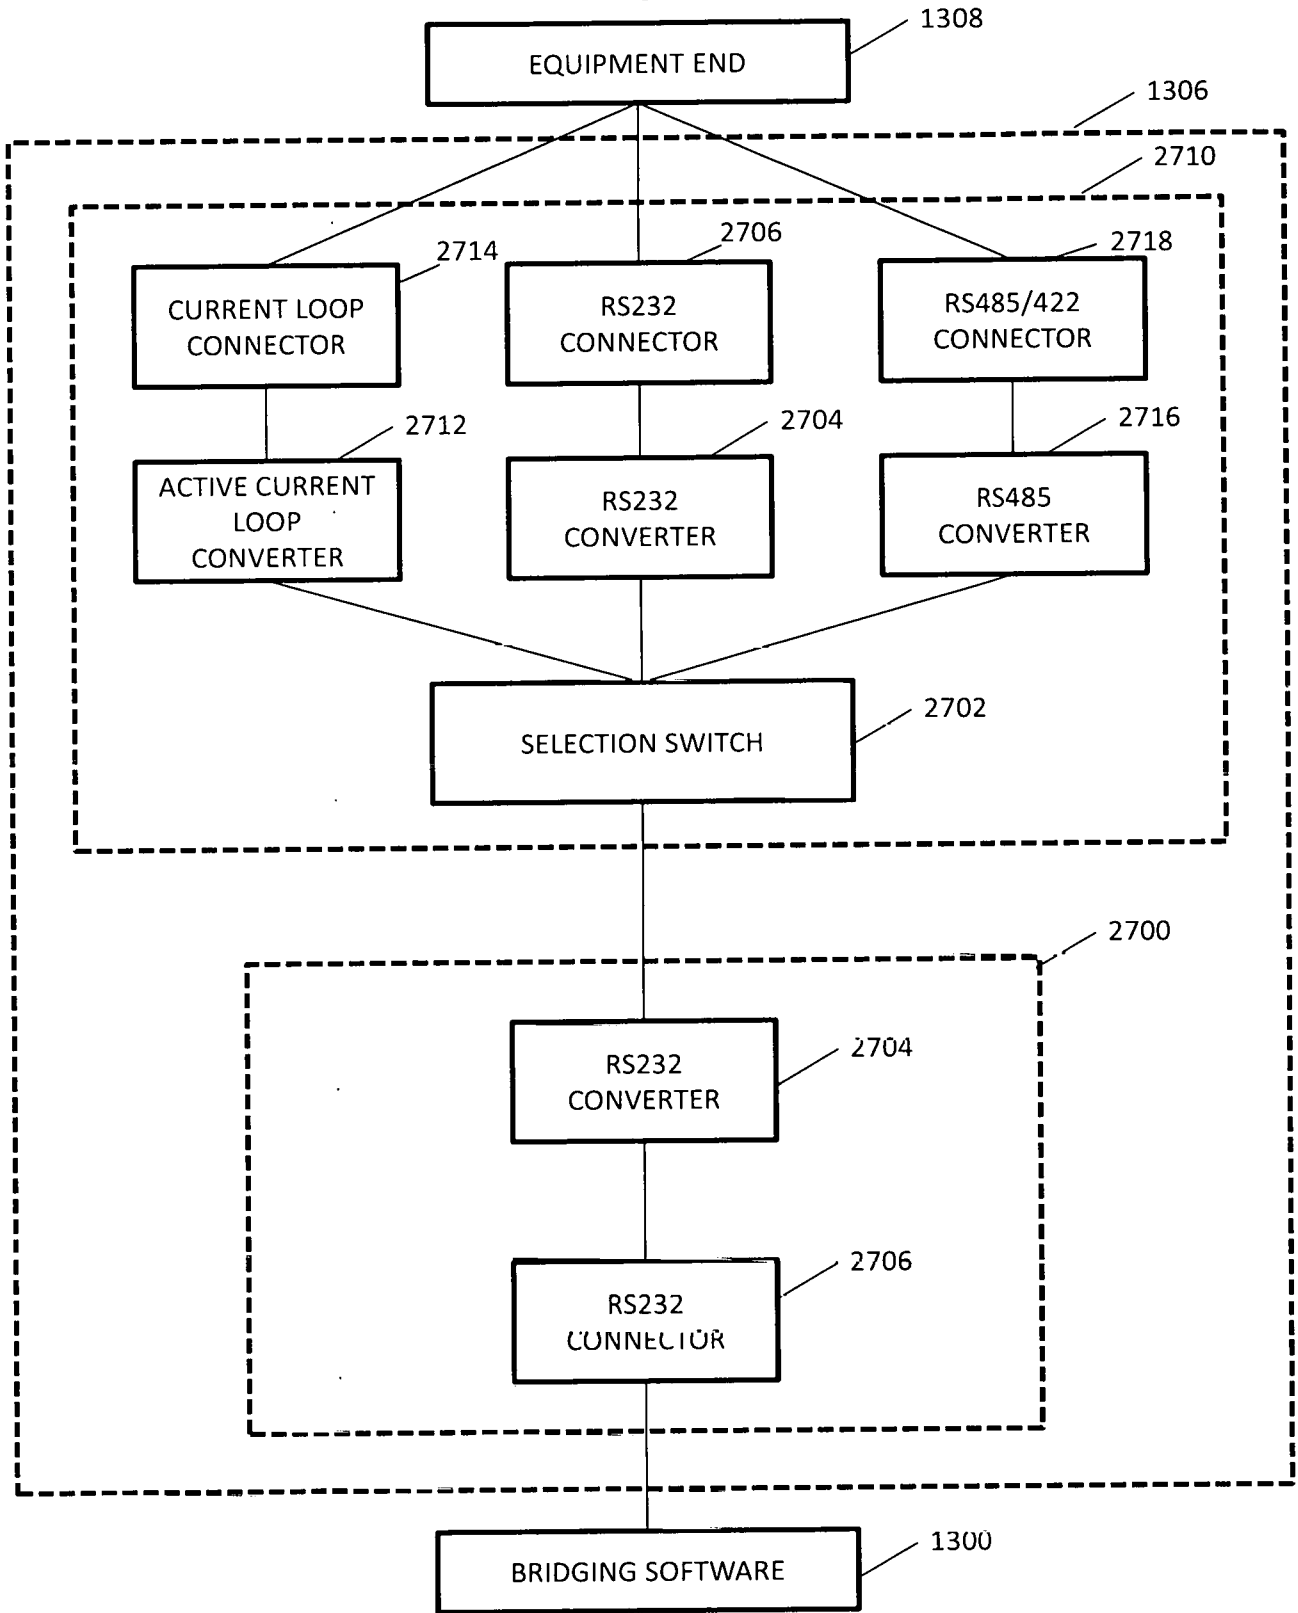 1308
EQUIPMENT END
1306
2710
2714
2706
2718
CURRENT LOOP
CONNECTOR
RS232
CONNECTOR
RS485/422
CONNECTOR
2712
2704
2716
ACTIVE CURRENT
LOOP
CONVERTER
RS232
CONVERTER
RS485
CONVERTER
2702
SELECTION SWITCH
2700
2704
RS232
CONVERTER
2706
RS232
CONNECTOR
1300
BRIDGING SOFTWARE